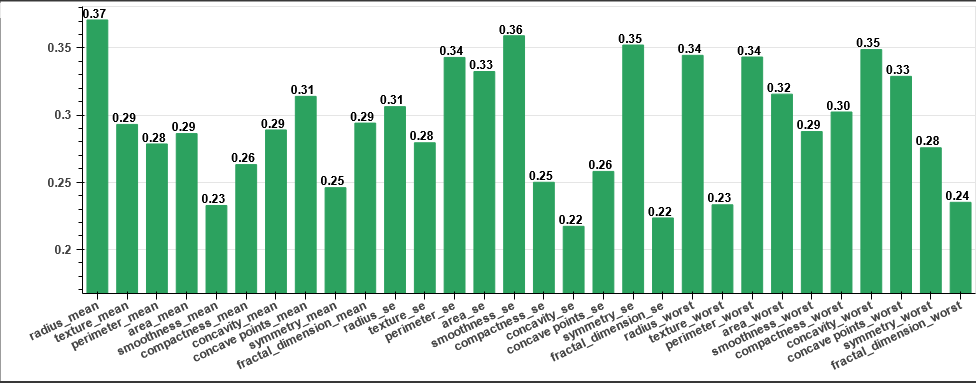 0.37
0.29
0.28
0.29
0.23
0.26
0.29
0.31
0.25
0.29
0.31
0.28
0.34
0.33
0.36
0.25
0.22
0.26
0.35
0.22
0.34
0.23
0.34
0.32
0.29
0.30
0.35
0.33
0.28
0.24
0.35
0.3
0.25
0.2
radius_mean
texture_mean
perimeter_mean
area_mean
smoothness_mean
compactness_mean
concavity_mean
concave points_mean
symmetry_mean
fractal_dimension_mean
radius_se
texture_se
perimeter_se
area_se
smoothness_se
compactness_se
concavity_se
concave points_se
symmetry_se
fractal_dimension_se
radius_worst
texture_worst
perimeter_worst
area_worst
smoothness_worst
compactness_worst
concavity_worst
concave points_worst
symmetry_worst
fractal_dimension_worst